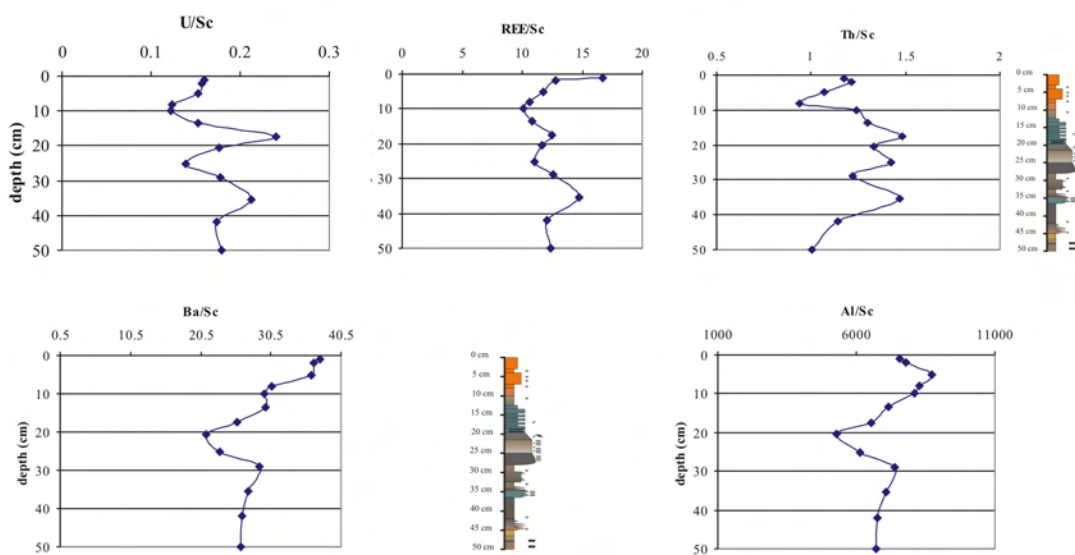 U/Sc
0 0.1 0.2 0.3
0
10
20
30
40
50
depth (cm)
REE/Sc
0 5 10 15 20
0
10
20
30
40
50
Th/Sc
0.5 1 1.5 2
0
10
20
30
40
50
0 cm
5 cm
10 cm
15 cm
20 cm
25 cm
30 cm
35 cm
40 cm
45 cm
50 cm
Ba/Sc
0.5 10.5 20.5 30.5 40.5
0
10
20
30
40
50
depth (cm)
0 cm
5 cm
10 cm
15 cm
20 cm
25 cm
30 cm
35 cm
40 cm
45 cm
50 cm
Al/Sc
1000 6000 11000
0
10
20
30
40
50
depth (cm)